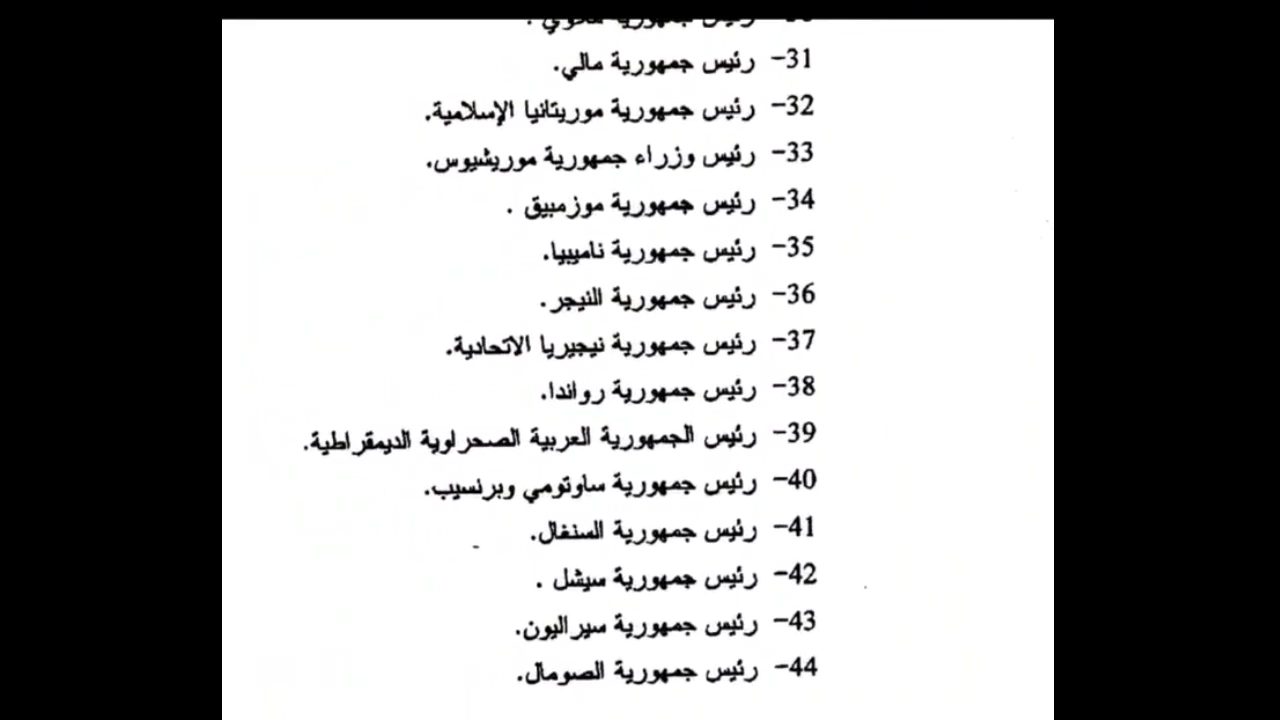 31- رئيس جمهورية مالي.
32- رئيس جمهورية موريتانيا الإسلامية.
33- رئيس وزراء جمهورية موريشيوس.
34- رئيس جمهورية موزمبيق .
35- رئيس جمهورية ناميبيا.
36- رئيس جمهورية النيجر.
37- رئيس جمهورية نيجيريا الاتحادية.
38- رئيس جمهورية رواندا.
39- رئيس الجمهورية العربية الصحراوية الديمقراطية.
40- رئيس جمهورية ساوتومي وبرنسيب.
41- رئيس جمهورية السنغال.
42- رئيس جمهورية سيشل .
43- رئيس جمهورية سيراليون.
44- رئيس جمهورية الصومال.